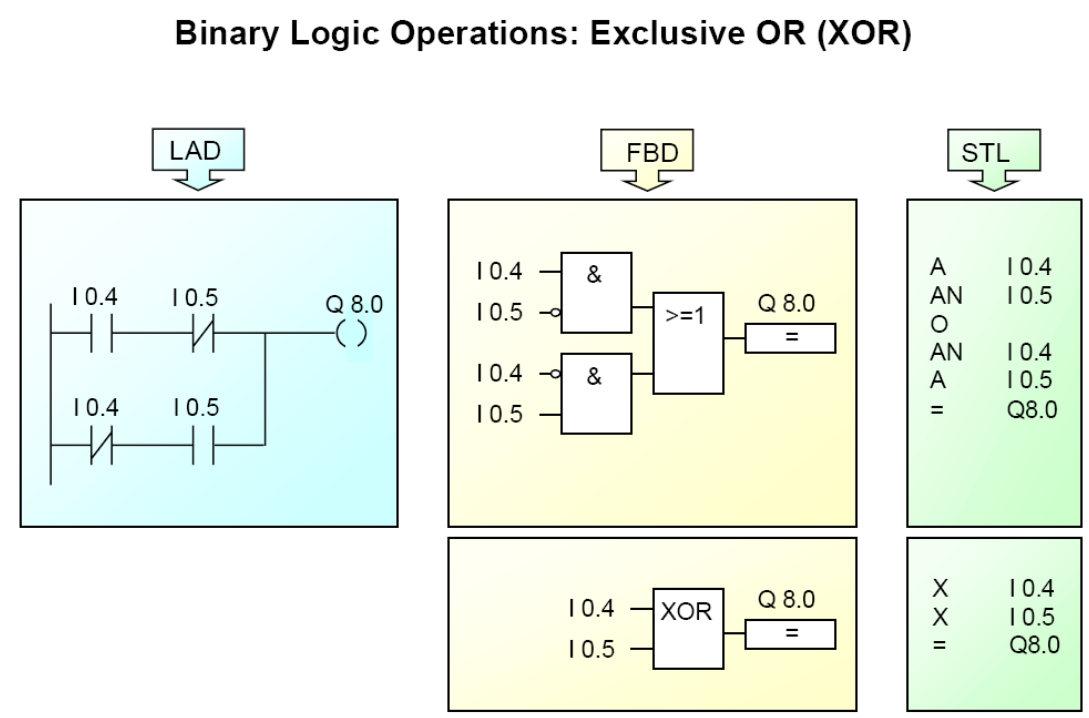 Binary Logic Operations: Exclusive OR (XOR)
LAD
I 0.4 I 0.5 Q 8.0
( )
I 0.4 I 0.5
FBD
I 0.4 &
I 0.5
>=1
Q 8.0
=
I 0.4 &
I 0.5
I 0.4 XOR
I 0.5
Q 8.0
=
STL
A I 0.4
AN I 0.5
O
AN I 0.4
A I 0.5
= Q8.0
X I 0.4
X I 0.5
= Q8.0